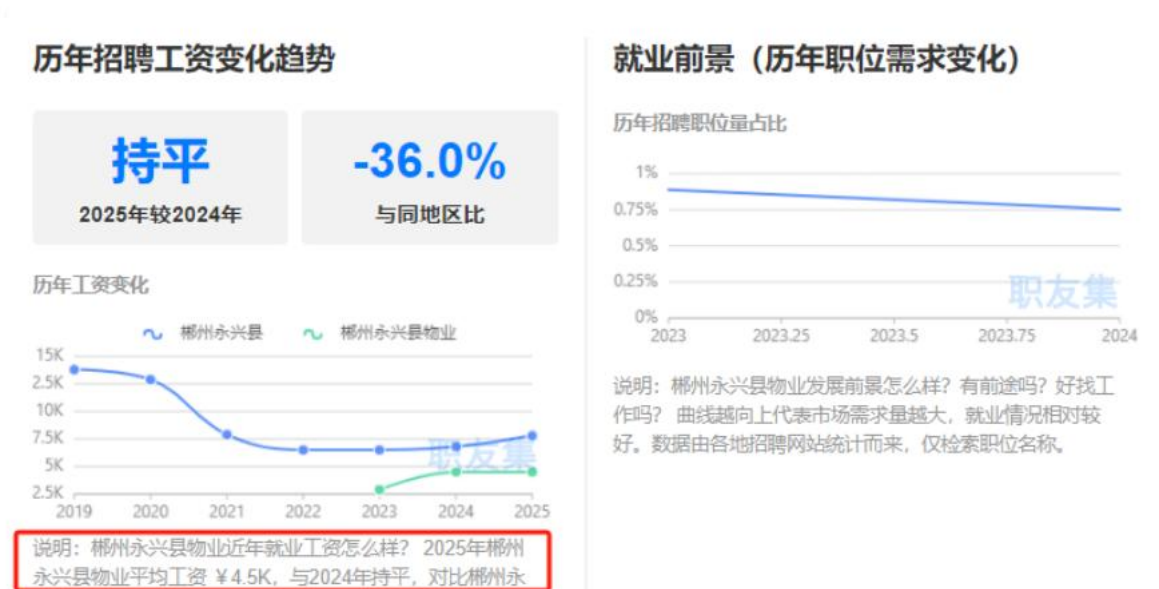 历年招聘工资变化趋势
持平
2025年较2024年
-36.0%
与同地区比
历年工资变化
郴州永兴县
郴州永兴县物业
15K
2.5K
10K
7.5K
5K
2.5K
职友集
2019 2020 2021 2022 2023 2024 2025
说明：郴州永兴县物业近年就业工资怎么样？ 2025年郴州
永兴县物业平均工资 ￥4.5K，与2024年持平，对比郴州永
就业前景（历年职位需求变化）
历年招聘职位量占比
1%
0.75%
0.5%
0.25%
0%
职友集
2023 2023.25 2023.5 2023.75 2024
说明：郴州永兴县物业发展前景怎么样？有前途吗？好找工
作吗？ 曲线越向上代表市场需求量越大，就业情况相对较
好。数据由各地招聘网站统计而来，仅检索职位名称。